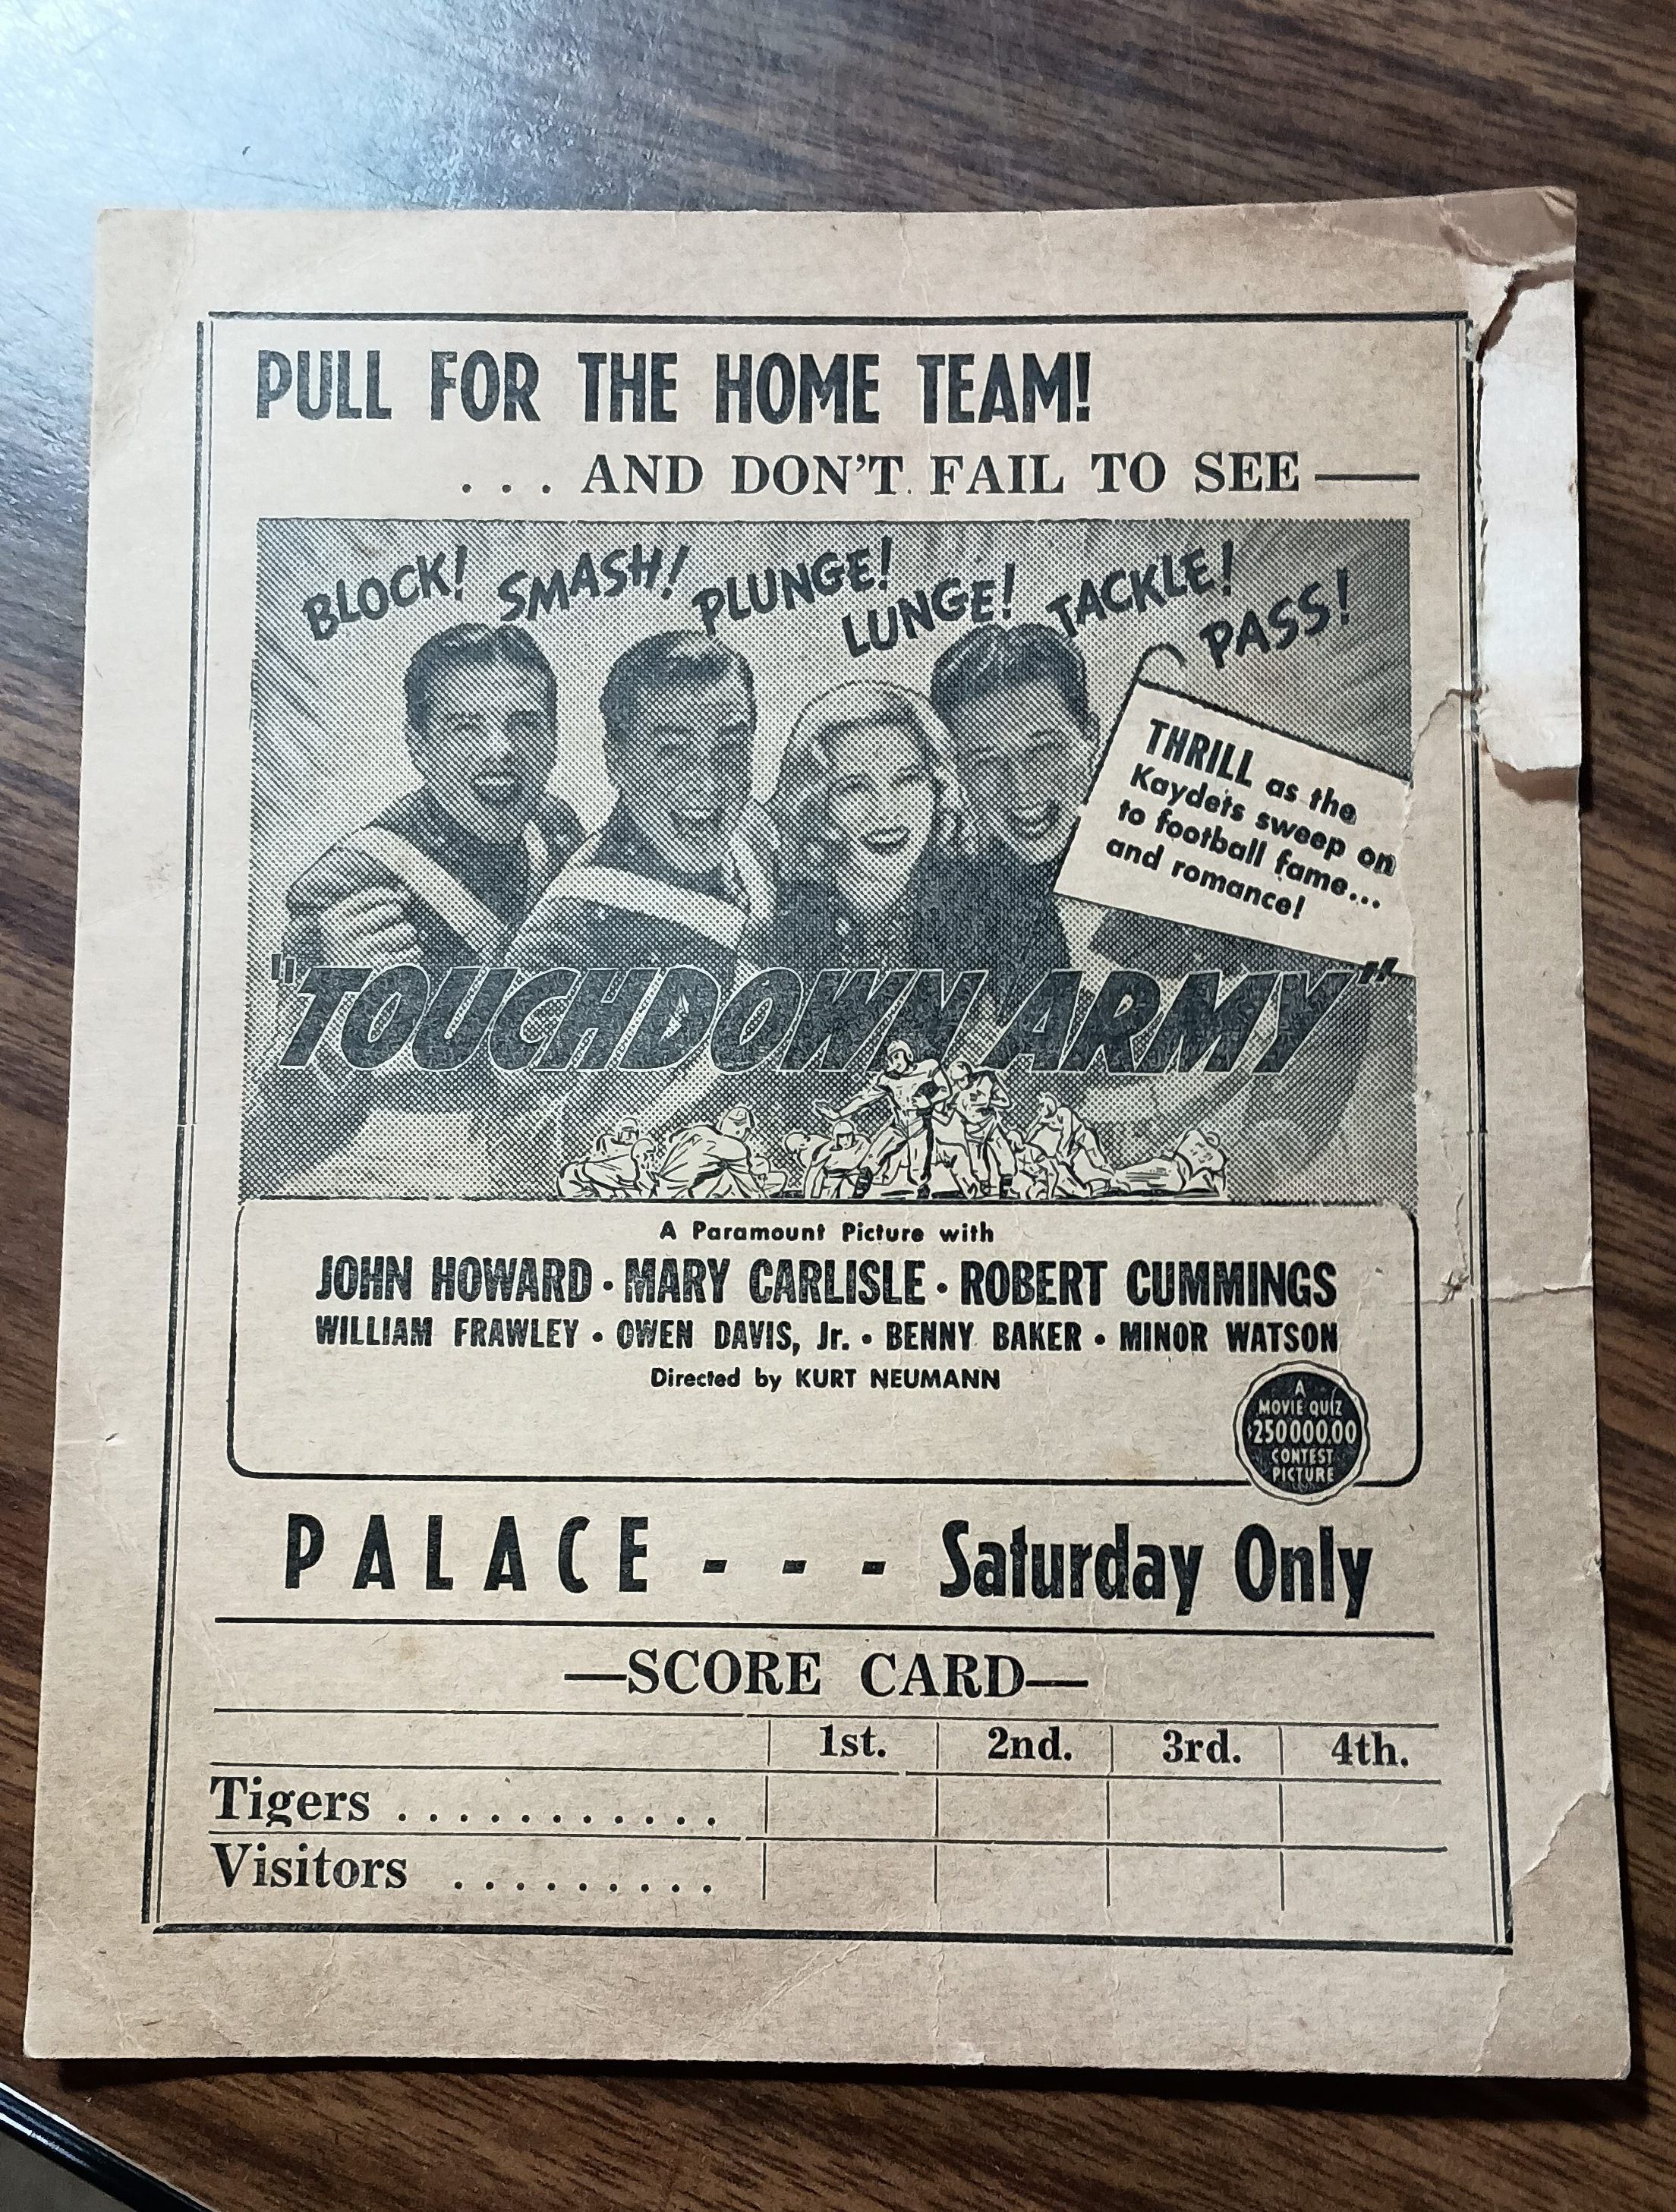 PULL FOR THE HOME TEAM!
. . . AND DON'T FAIL TO SEE —
BLOCK! SMASH! PLUNGE! LUNGE! TACKLE! PASS!
THRILL as the
Kaydets sweep on
to football fame...
and romance!
"TOUCHDOWN ARMY"
A Paramount Picture with
JOHN HOWARD · MARY CARLISLE · ROBERT CUMMINGS
WILLIAM FRAWLEY • OWEN DAVIS, Jr. • BENNY BAKER • MINOR WATSON
Directed by KURT NEUMANN
A
MOVIE QUIZ
$250000.00
CONTEST
PICTURE
PALACE - - - Saturday Only
—SCORE CARD—
1st. 2nd. 3rd. 4th.
Tigers . . . . . . . . . . .
Visitors . . . . . . . . .